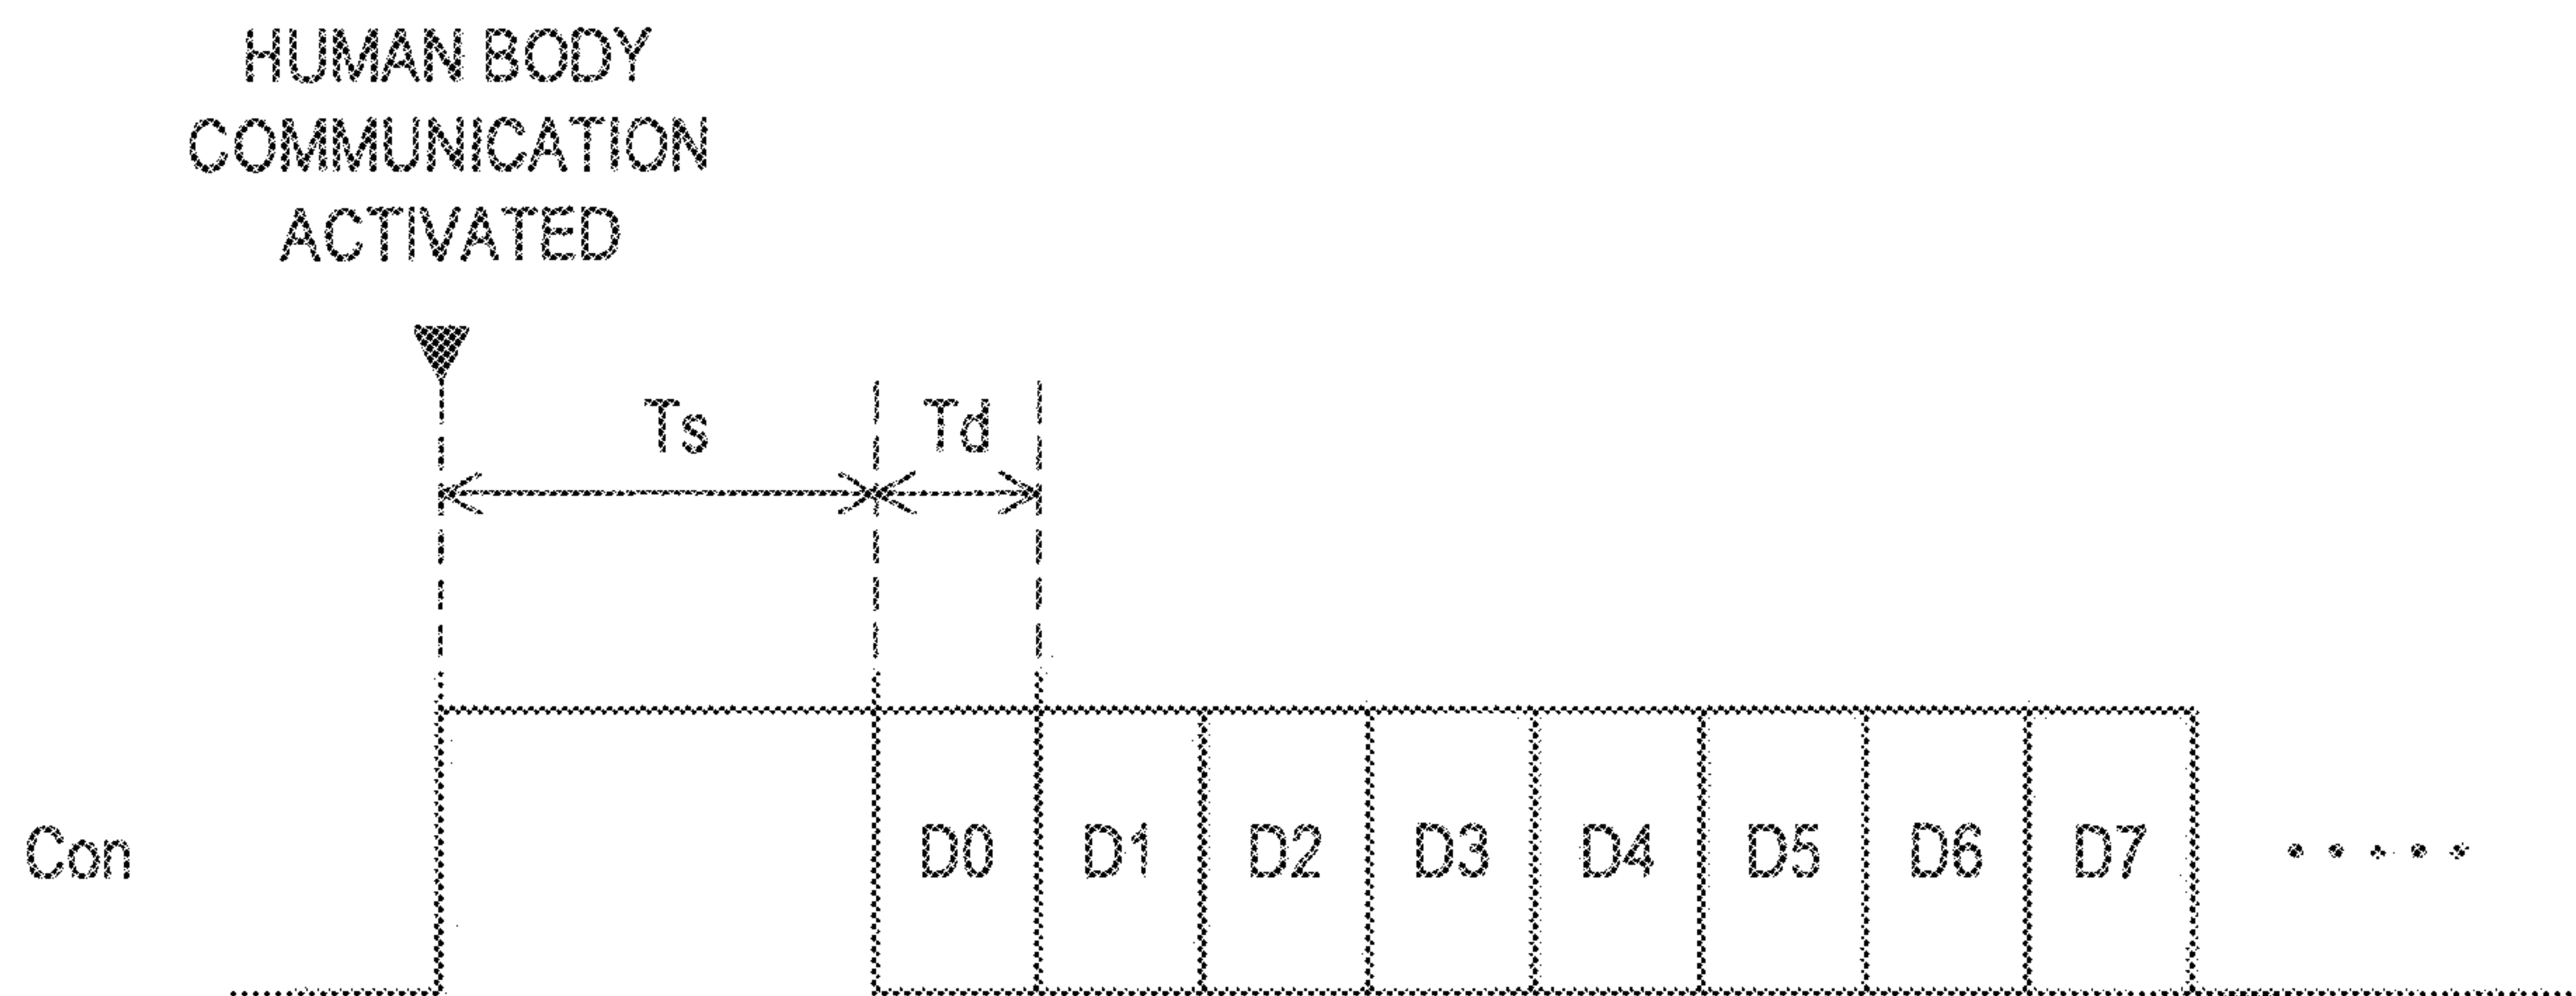 HUMAN BODY
COMMUNICATION
ACTIVATED
Ts Td
Con D0 D1 D2 D3 D4 D5 D6 D7 .....